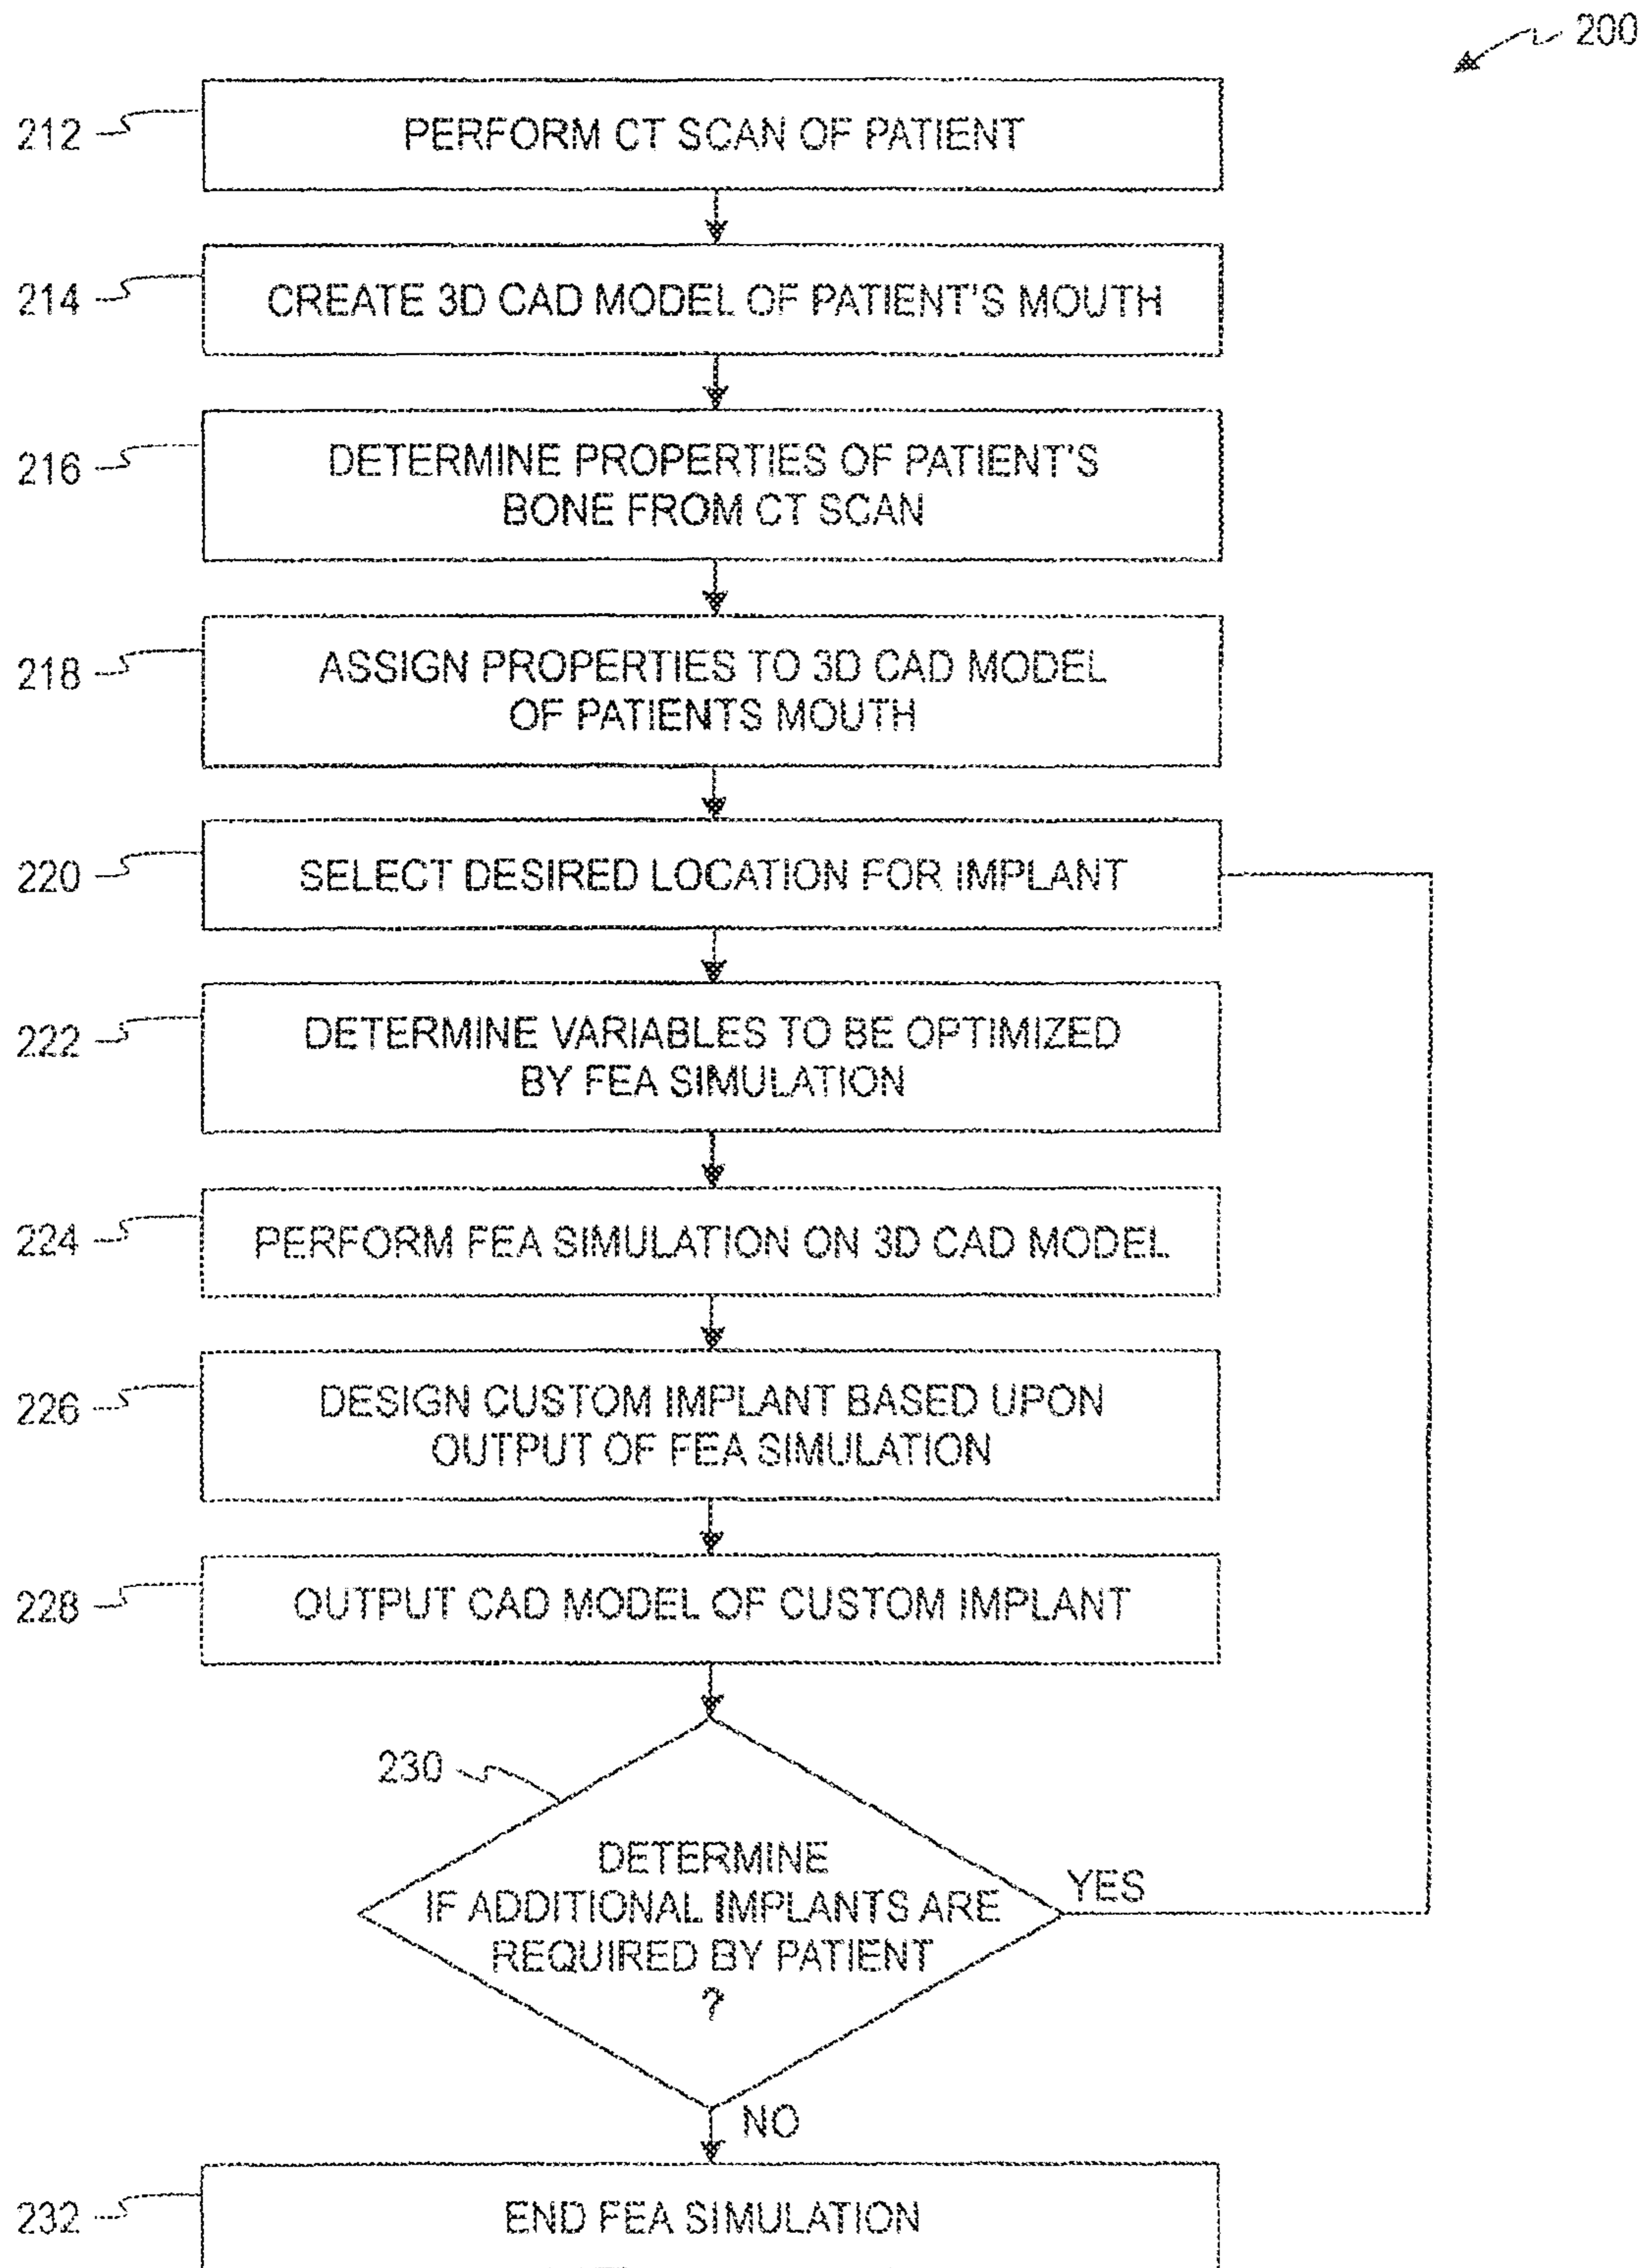 200
212
PERFORM CT SCAN OF PATIENT
214
CREATE 3D CAD MODEL OF PATIENT'S MOUTH
216
DETERMINE PROPERTIES OF PATIENT'S
BONE FROM CT SCAN
218
ASSIGN PROPERTIES TO 3D CAD MODEL
OF PATIENTS MOUTH
220
SELECT DESIRED LOCATION FOR IMPLANT
222
DETERMINE VARIABLES TO BE OPTIMIZED
BY FEA SIMULATION
224
PERFORM FEA SIMULATION ON 3D CAD MODEL
226
DESIGN CUSTOM IMPLANT BASED UPON
OUTPUT OF FEA SIMULATION
228
OUTPUT CAD MODEL OF CUSTOM IMPLANT
230
DETERMINE
IF ADDITIONAL IMPLANTS ARE
REQUIRED BY PATIENT
?
YES
NO
232
END FEA SIMULATION